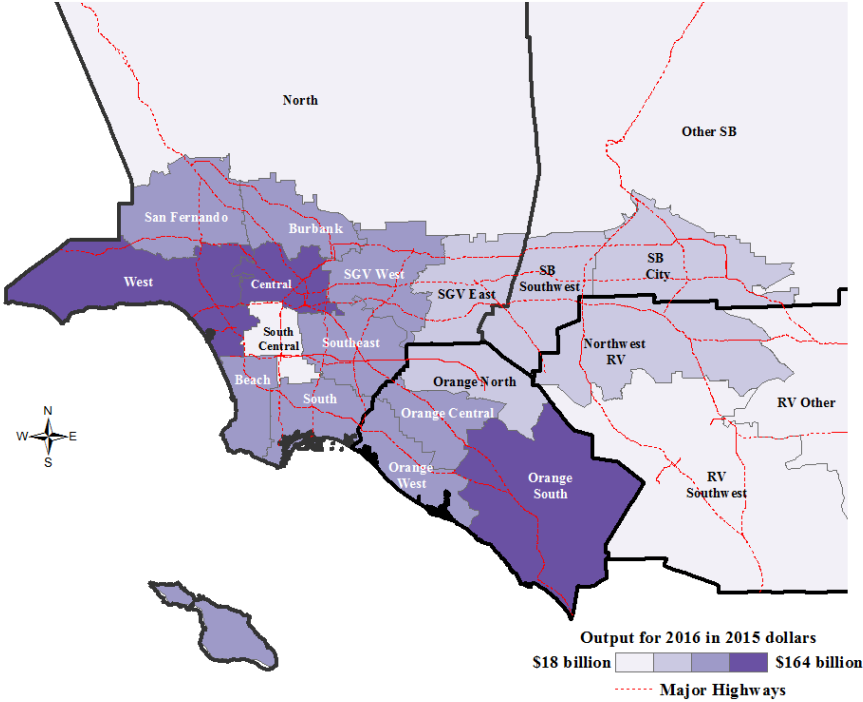 North
Other SB
San Fernando
Burbank
West
Central
SGV West
SGV East
SB
Southwest
SB
City
South
Central
Southeast
Northwest
RV
Beach
South
Orange North
Orange Central
RV Other
Orange
West
Orange
South
RV
Southwest
N
W
E
S
Output for 2016 in 2015 dollars
$18 billion
$164 billion
Major Highways